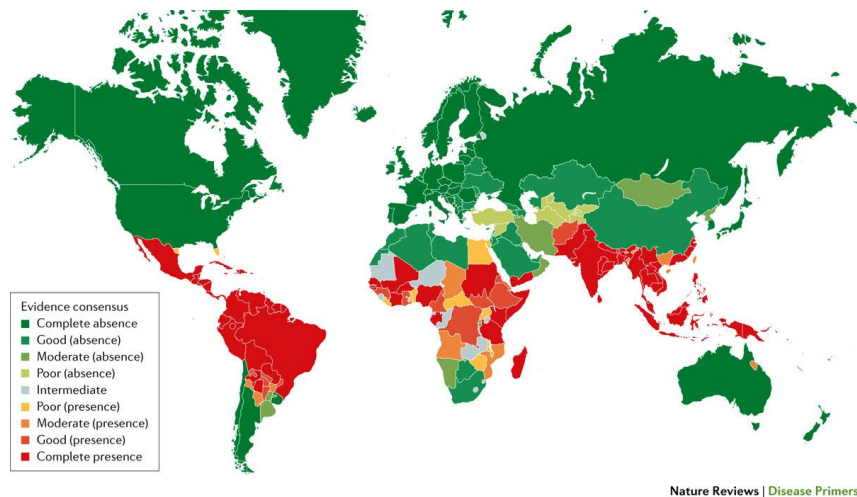 Evidence consensus
Complete absence
Good (absence)
Moderate (absence)
Poor (absence)
Intermediate
Poor (presence)
Moderate (presence)
Good (presence)
Complete presence
Nature Reviews | Disease Primers